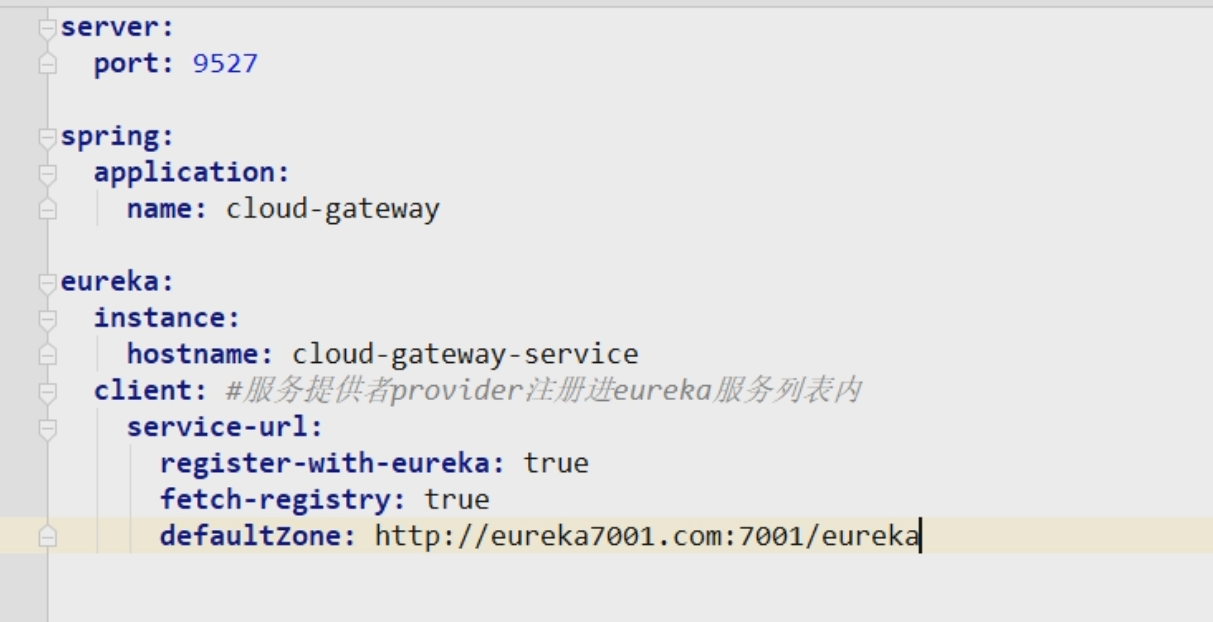 server:
  port: 9527
spring:
  application:
    name: cloud-gateway
eureka:
  instance:
    hostname: cloud-gateway-service
  client: #服务提供者provider注册进eureka服务列表内
    service-url:
      register-with-eureka: true
      fetch-registry: true
      defaultZone: http://eureka7001.com:7001/eureka